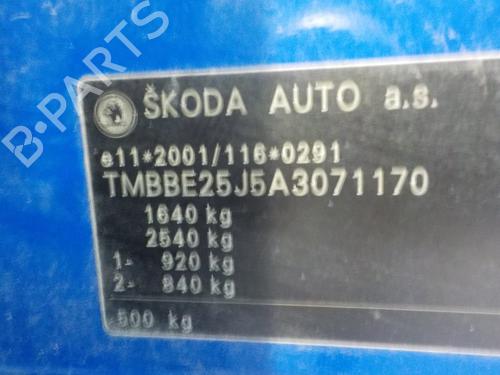 B-PARTS
ŠKODA AUTO a.s.
e11*2001/116*0291
TMBBE25J5A3071170
1640 kg
2540 kg
1- 920 kg
2- 840 kg
500 kg